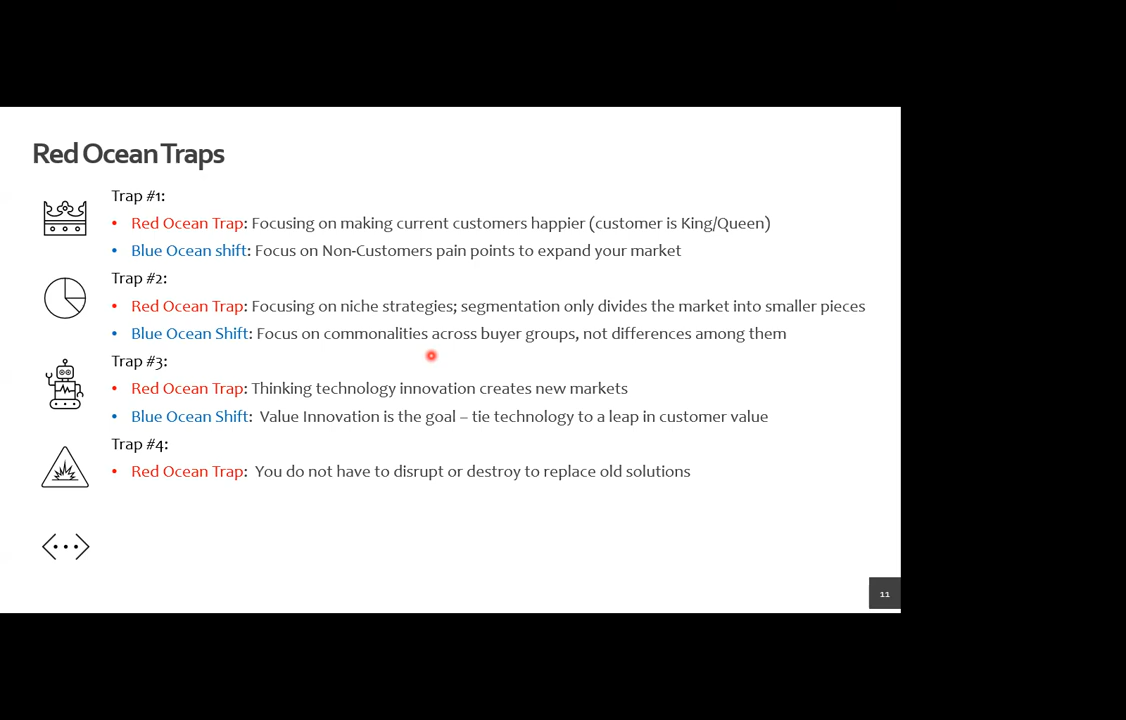 Red Ocean Traps
Trap #1:
• Red Ocean Trap: Focusing on making current customers happier (customer is King/Queen)
• Blue Ocean shift: Focus on Non-Customers pain points to expand your market
Trap #2:
• Red Ocean Trap: Focusing on niche strategies; segmentation only divides the market into smaller pieces
• Blue Ocean Shift: Focus on commonalities across buyer groups, not differences among them
Trap #3:
• Red Ocean Trap: Thinking technology innovation creates new markets
• Blue Ocean Shift:  Value Innovation is the goal – tie technology to a leap in customer value
Trap #4:
• Red Ocean Trap:  You do not have to disrupt or destroy to replace old solutions
11